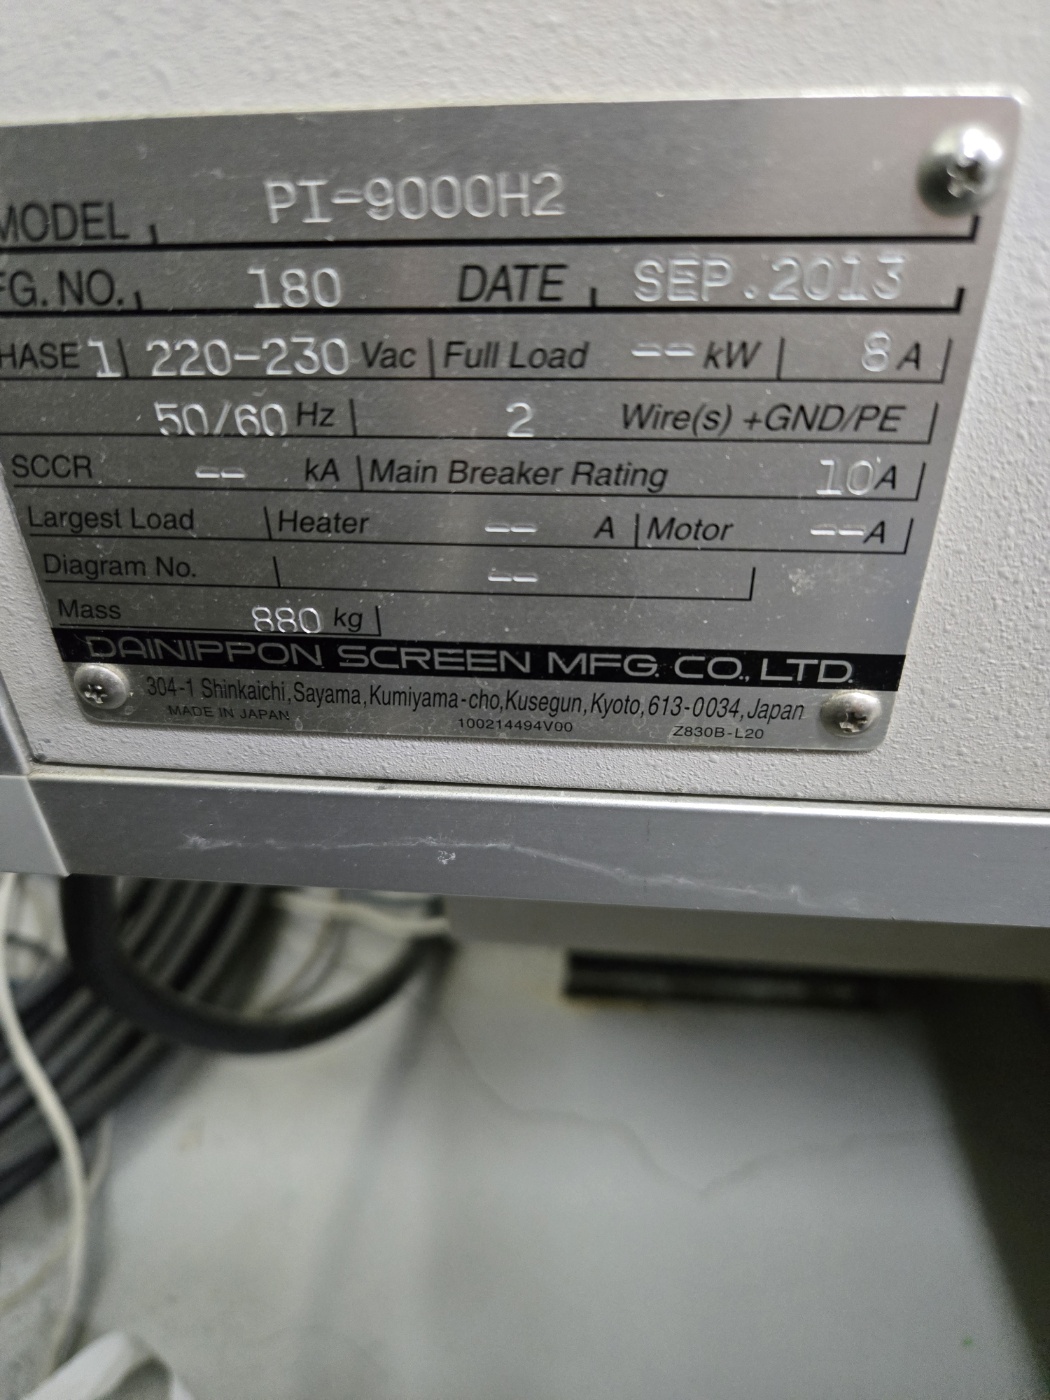 MODEL PI-9000H2
FG. NO. 180 DATE SEP.2013
HASE 1 220-230 Vac Full Load -- kW 8 A
50/60 Hz 2 Wire(s) +GND/PE
SCCR -- kA Main Breaker Rating 10 A
Largest Load Heater -- A Motor -- A
Diagram No. --
Mass 880 kg
DAINIPPON SCREEN MFG. CO., LTD.
304-1 Shinkaichi, Sayama, Kumiyama-cho, Kusegun, Kyoto, 613-0034, Japan
MADE IN JAPAN 100214494V00 Z830B-L20